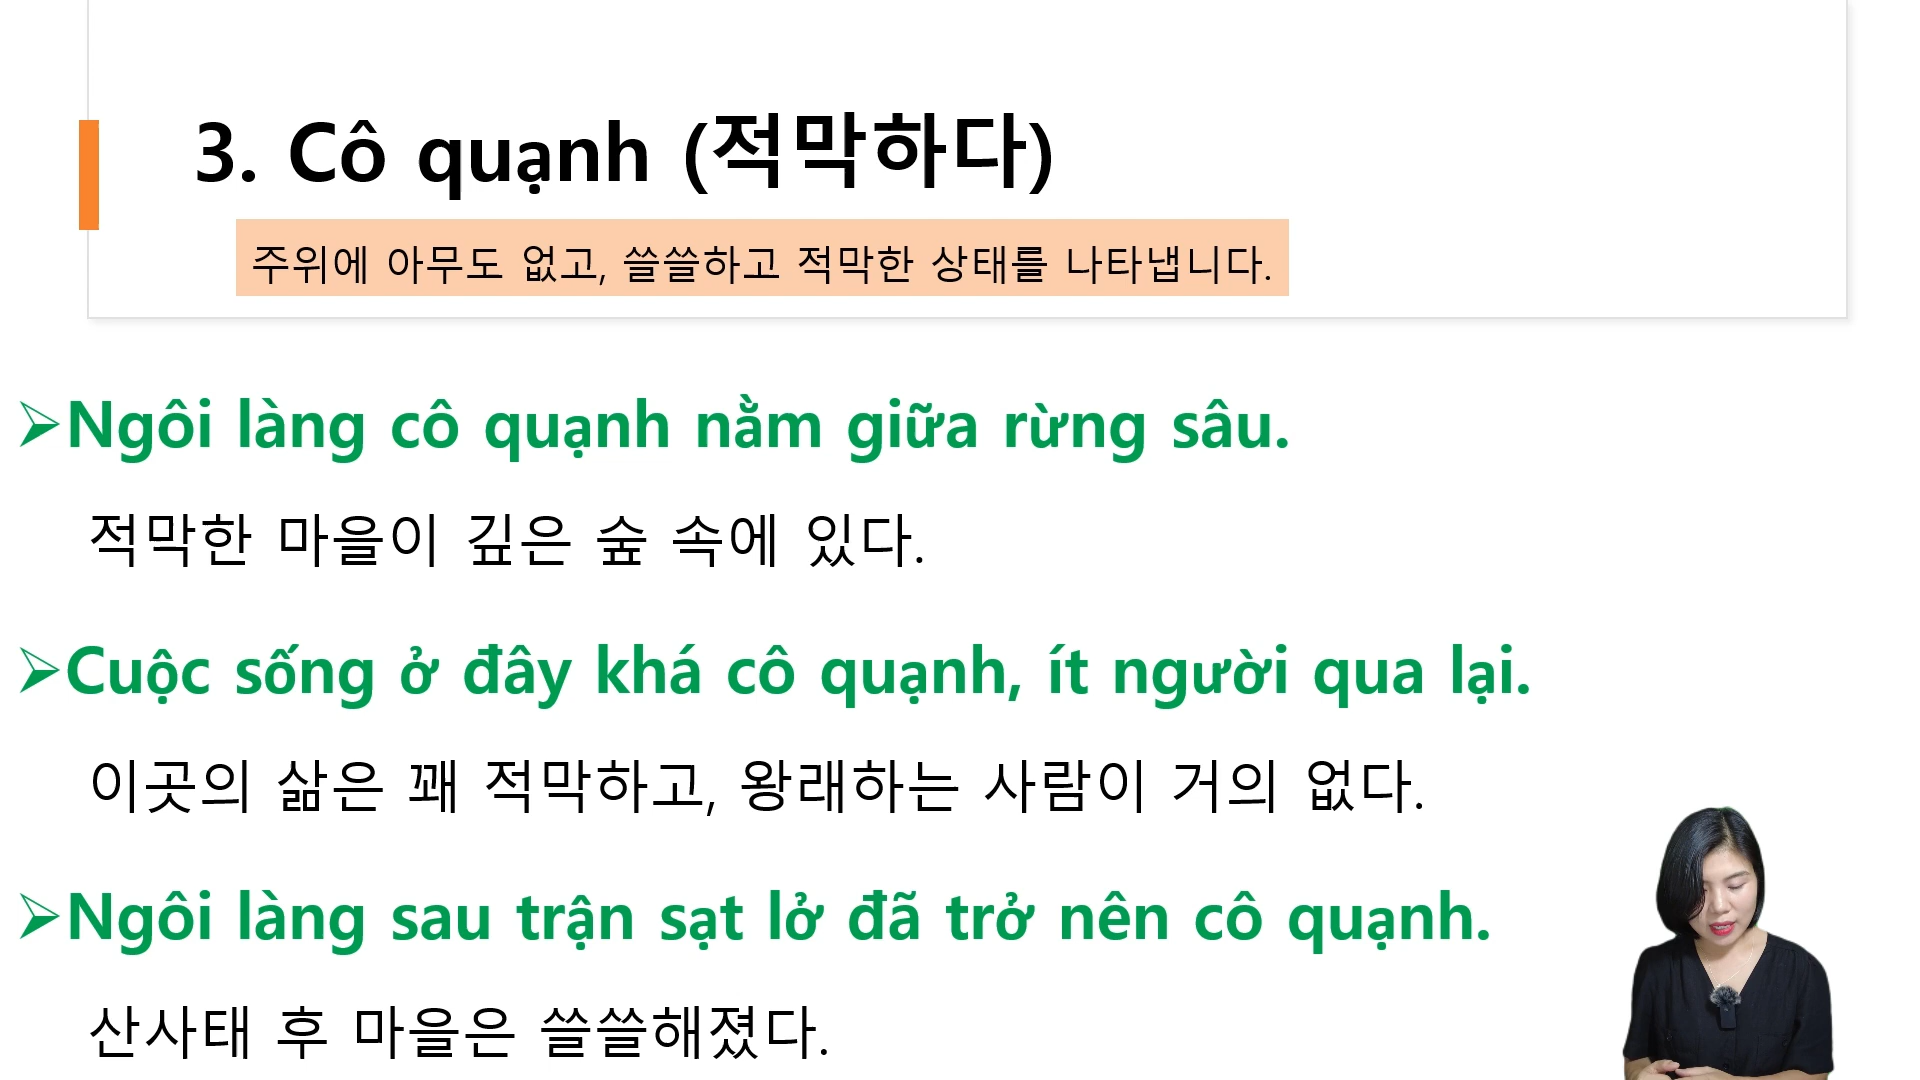 3. Cô quạnh (적막하다)
주위에 아무도 없고, 쓸쓸하고 적막한 상태를 나타냅니다.
➢Ngôi làng cô quạnh nằm giữa rừng sâu.
적막한 마을이 깊은 숲 속에 있다.
➢Cuộc sống ở đây khá cô quạnh, ít người qua lại.
이곳의 삶은 꽤 적막하고, 왕래하는 사람이 거의 없다.
➢Ngôi làng sau trận sạt lở đã trở nên cô quạnh.
산사태 후 마을은 쓸쓸해졌다.